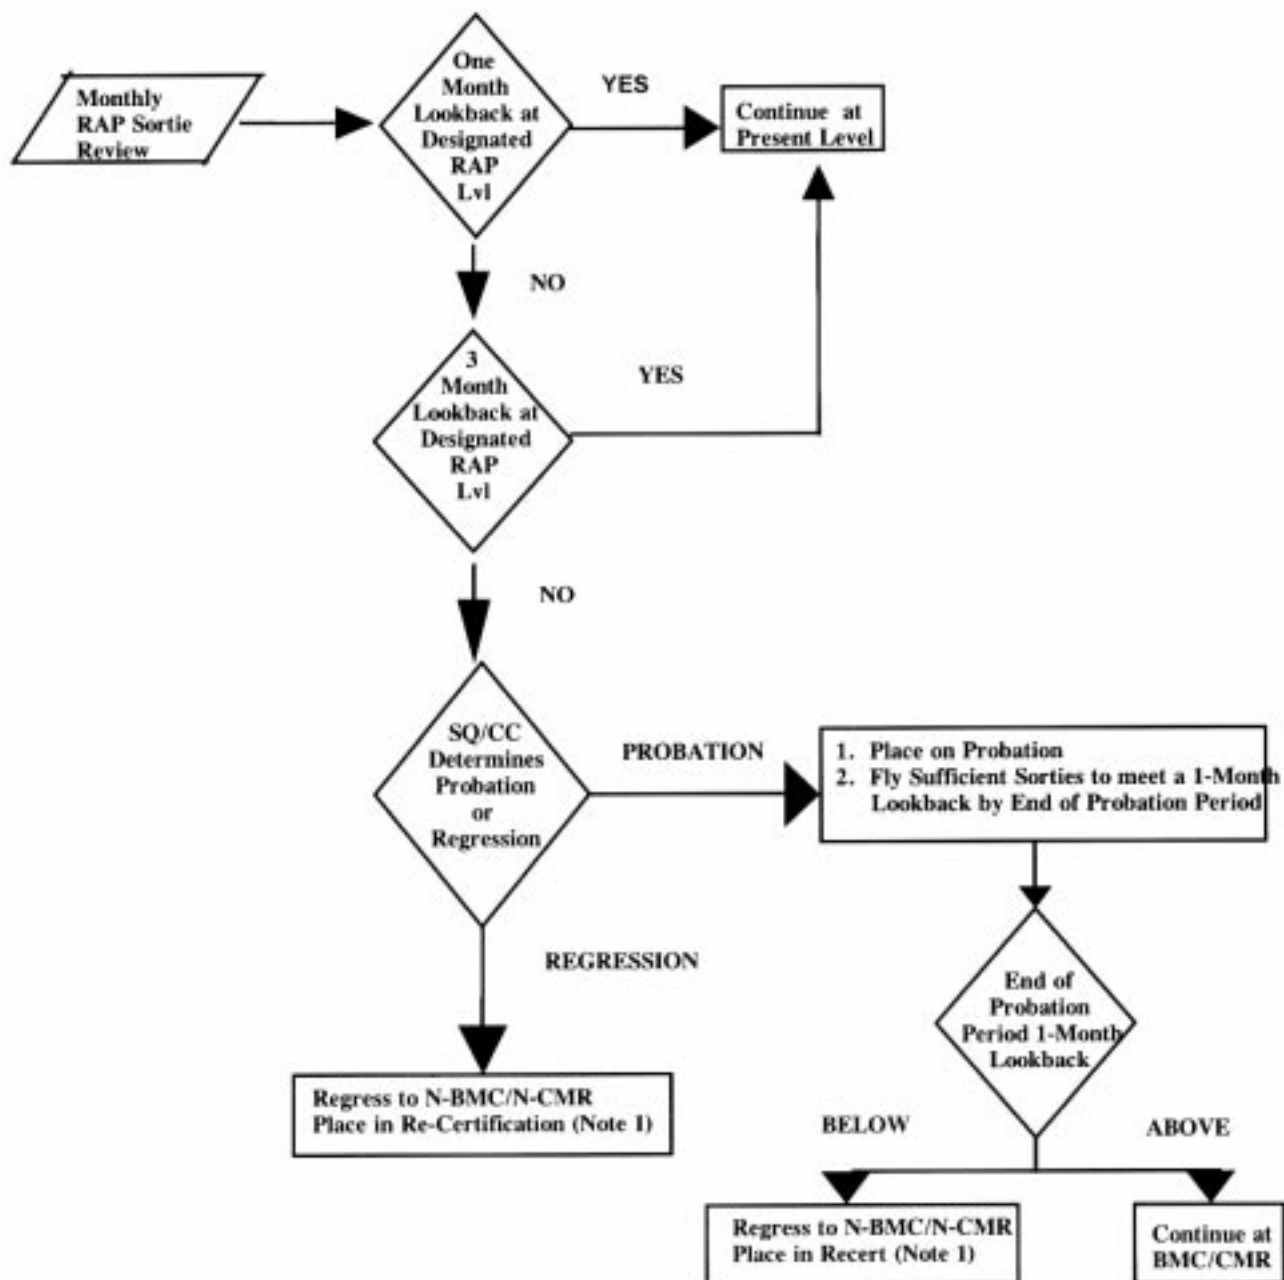 Monthly
RAP Sortie
Review
One
Month
Lookback at
Designated
RAP
Lvl
YES
Continue at
Present Level
NO
3
Month
Lookback at
Designated
RAP
Lvl
YES
NO
SQ/CC
Determines
Probation
or
Regression
PROBATION
1. Place on Probation
2. Fly Sufficient Sorties to meet a 1-Month
Lookback by End of Probation Period
REGRESSION
Regress to N-BMC/N-CMR
Place in Re-Certification (Note 1)
End of
Probation
Period 1-Month
Lookback
BELOW
ABOVE
Regress to N-BMC/N-CMR
Place in Recert (Note 1)
Continue at
BMC/CMR